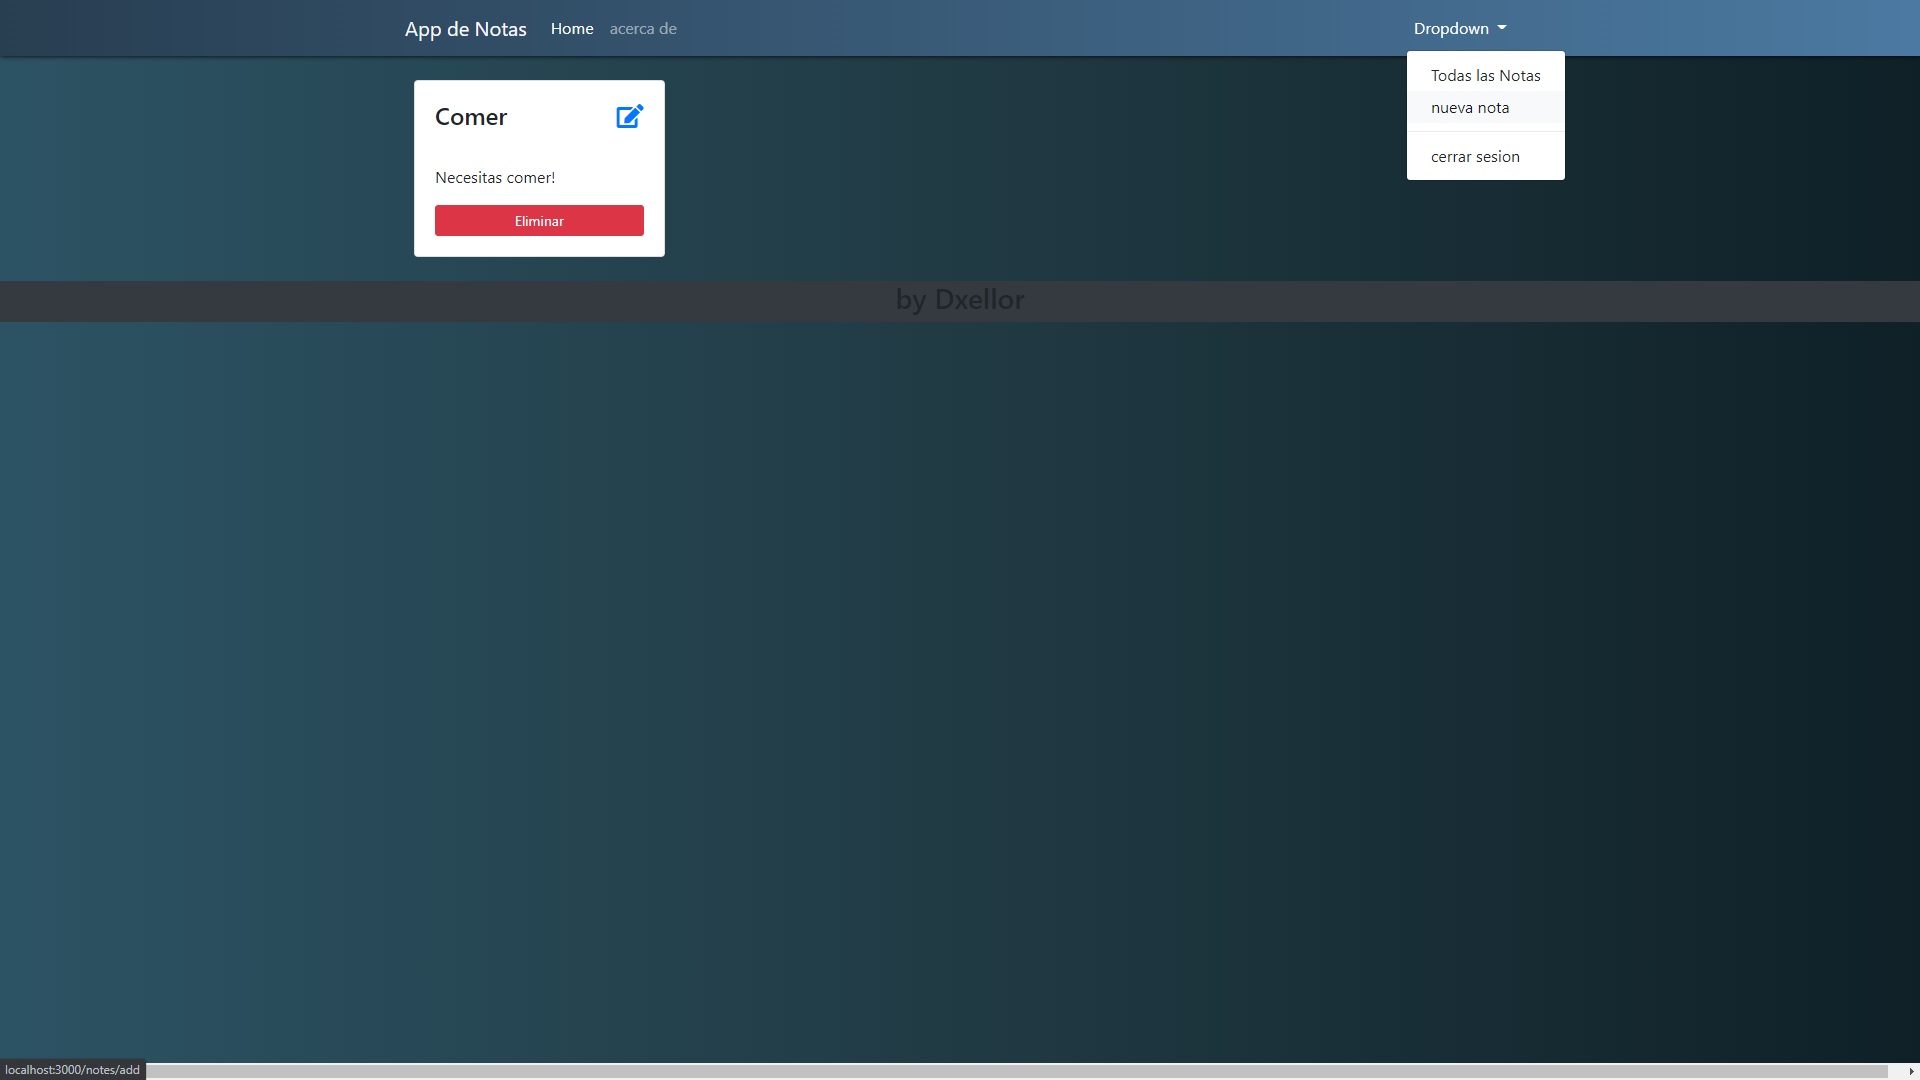 App de Notas Home acerca de Dropdown
Todas las Notas
nueva nota
cerrar sesion
Comer
Necesitas comer!
Eliminar
by Dxellor
localhost:3000/notes/add